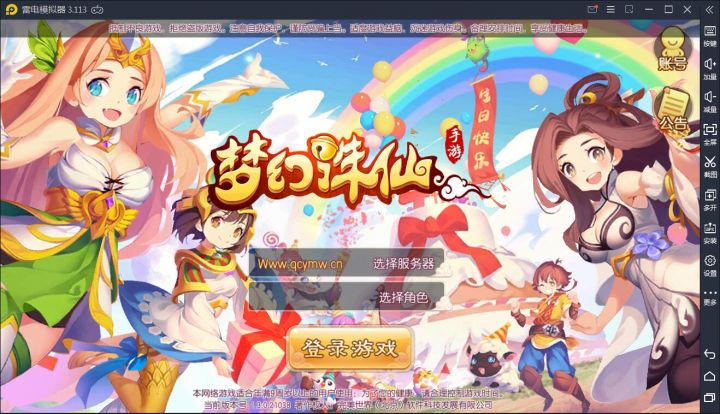 雷电模拟器 3.113
抵制不良游戏，拒绝盗版游戏。注意自我保护，谨防受骗上当。适度游戏益脑，沉迷游戏伤身。合理安排时间，享受健康生活。
账号
公告
生日快乐
梦幻诛仙
手游
Www.qcymw.cn 选择服务器
选择角色
登录游戏
本网络游戏适合年满
岁以上的用户使用；为了您的健康，请合理控制游戏时间。
当前版本号
著作权人：完美世界（北京）软件科技发展有限公司
按键
加量
减量
全屏
截图
多开
安装
设置
更多